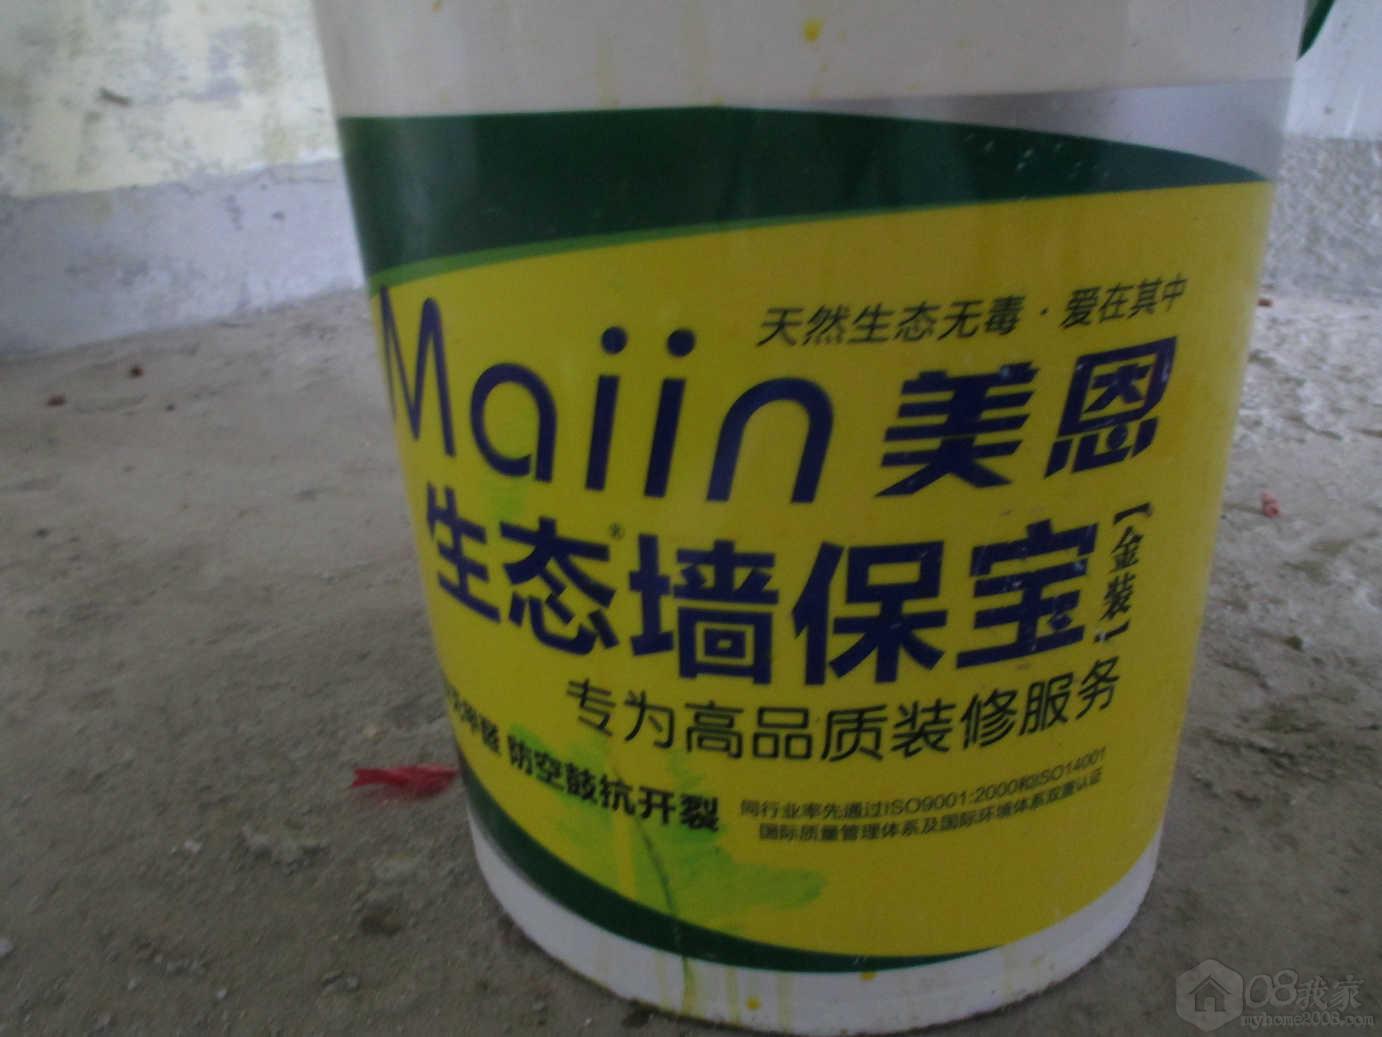 天然生态无毒·爱在其中
Maiin 美恩
生态®墙保宝【金装】
专为高品质装修服务
甲醛 防空鼓抗开裂
同行业率先通过ISO9001:2000和ISO14001
国际质量管理体系及国际环境体系双重认证
08我家
myhome2008.com